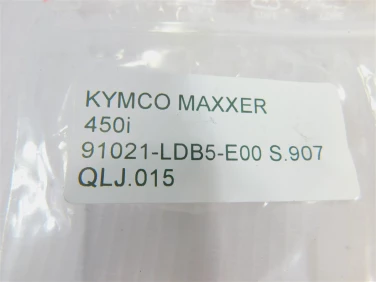 KYMCO MAXXER
450i
91021-LDB5-E00 S.907
QLJ.015